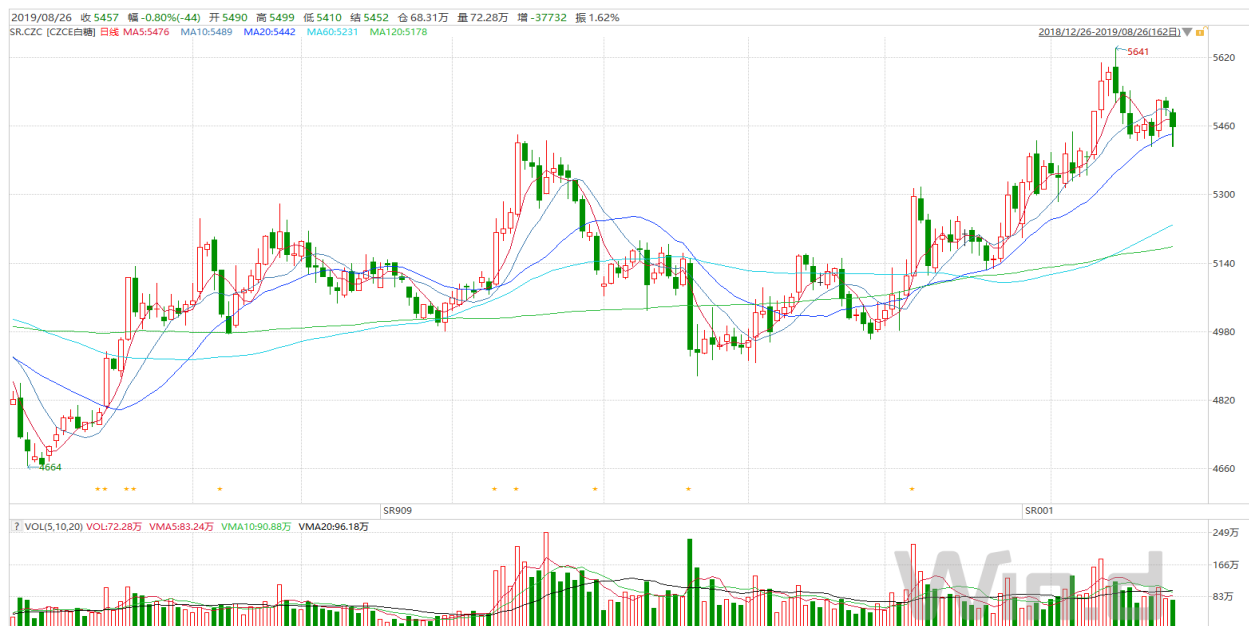 2019/08/26 收 5457 幅 -0.80%(-44) 开 5490 高 5499 低 5410 结 5452 仓 68.31万 量 72.28万 增 -37732 振 1.62%
SR.CZC [CZCE白糖] 日线 MA5:5476 MA10:5489 MA20:5442 MA60:5231 MA120:5178 2018/12/26-2019/08/26(162日)
5641
5620
5460
5300
5140
4980
4820
4660
4664
SR909 SR001
? VOL(5,10,20) VOL:72.28万 VMA5:83.24万 VMA10:90.88万 VMA20:96.18万
249万
166万
83万
Wind